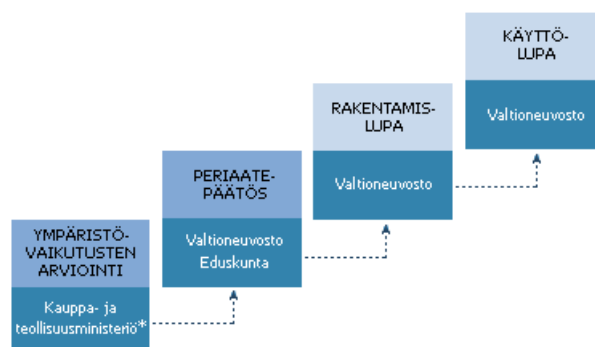 YMPÄRISTÖ-
VAIKUTUSTEN
ARVIOINTI
Kauppa- ja
teollisuusministeriö*
PERIAATE-
PÄÄTÖS
Valtioneuvosto
Eduskunta
RAKENTAMIS-
LUPA
Valtioneuvosto
KÄYTTÖ-
LUPA
Valtioneuvosto